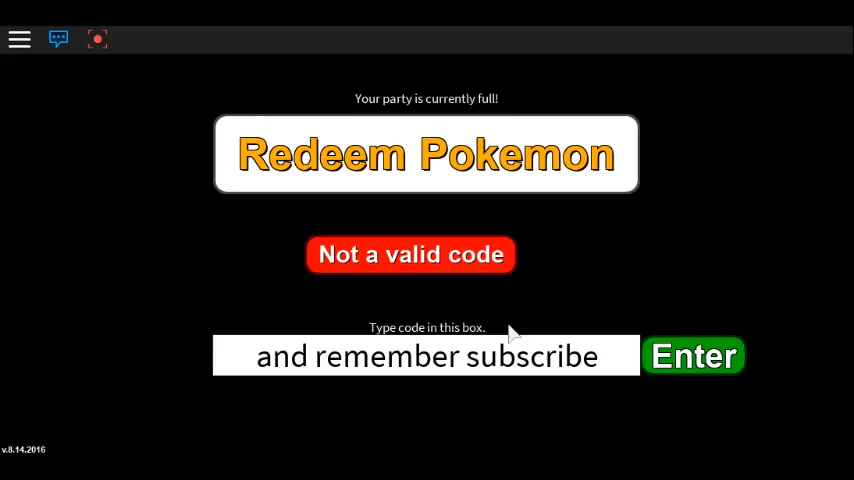 Your party is currently full!
Redeem Pokemon
Not a valid code
Type code in this box.
and remember subscribe
Enter
v.8.14.2016